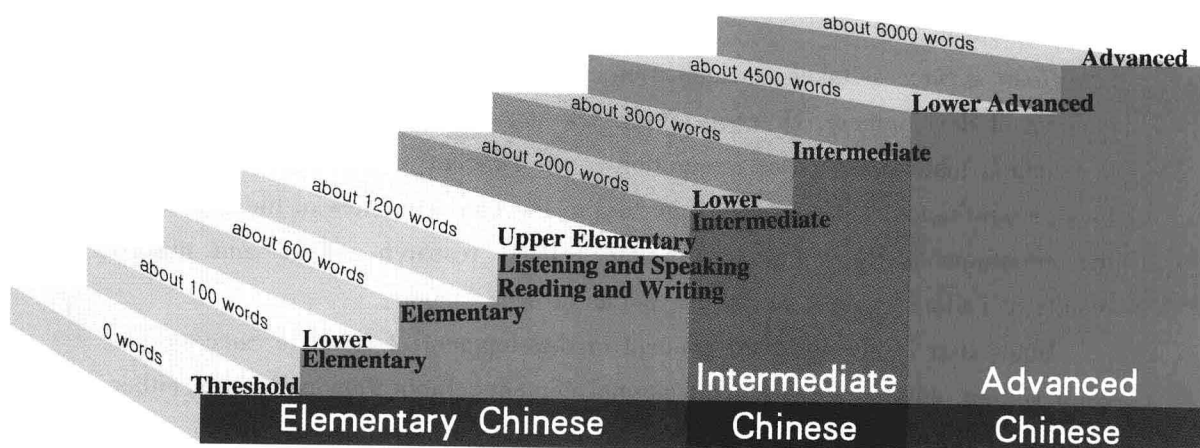 about 6000 words
Advanced
about 4500 words
Lower Advanced
about 3000 words
Intermediate
about 2000 words
Lower
Intermediate
about 1200 words
Upper Elementary
Listening and Speaking
Reading and Writing
about 600 words
Elementary
about 100 words
Lower
Elementary
0 words
Threshold
Elementary Chinese
Intermediate
Chinese
Advanced
Chinese